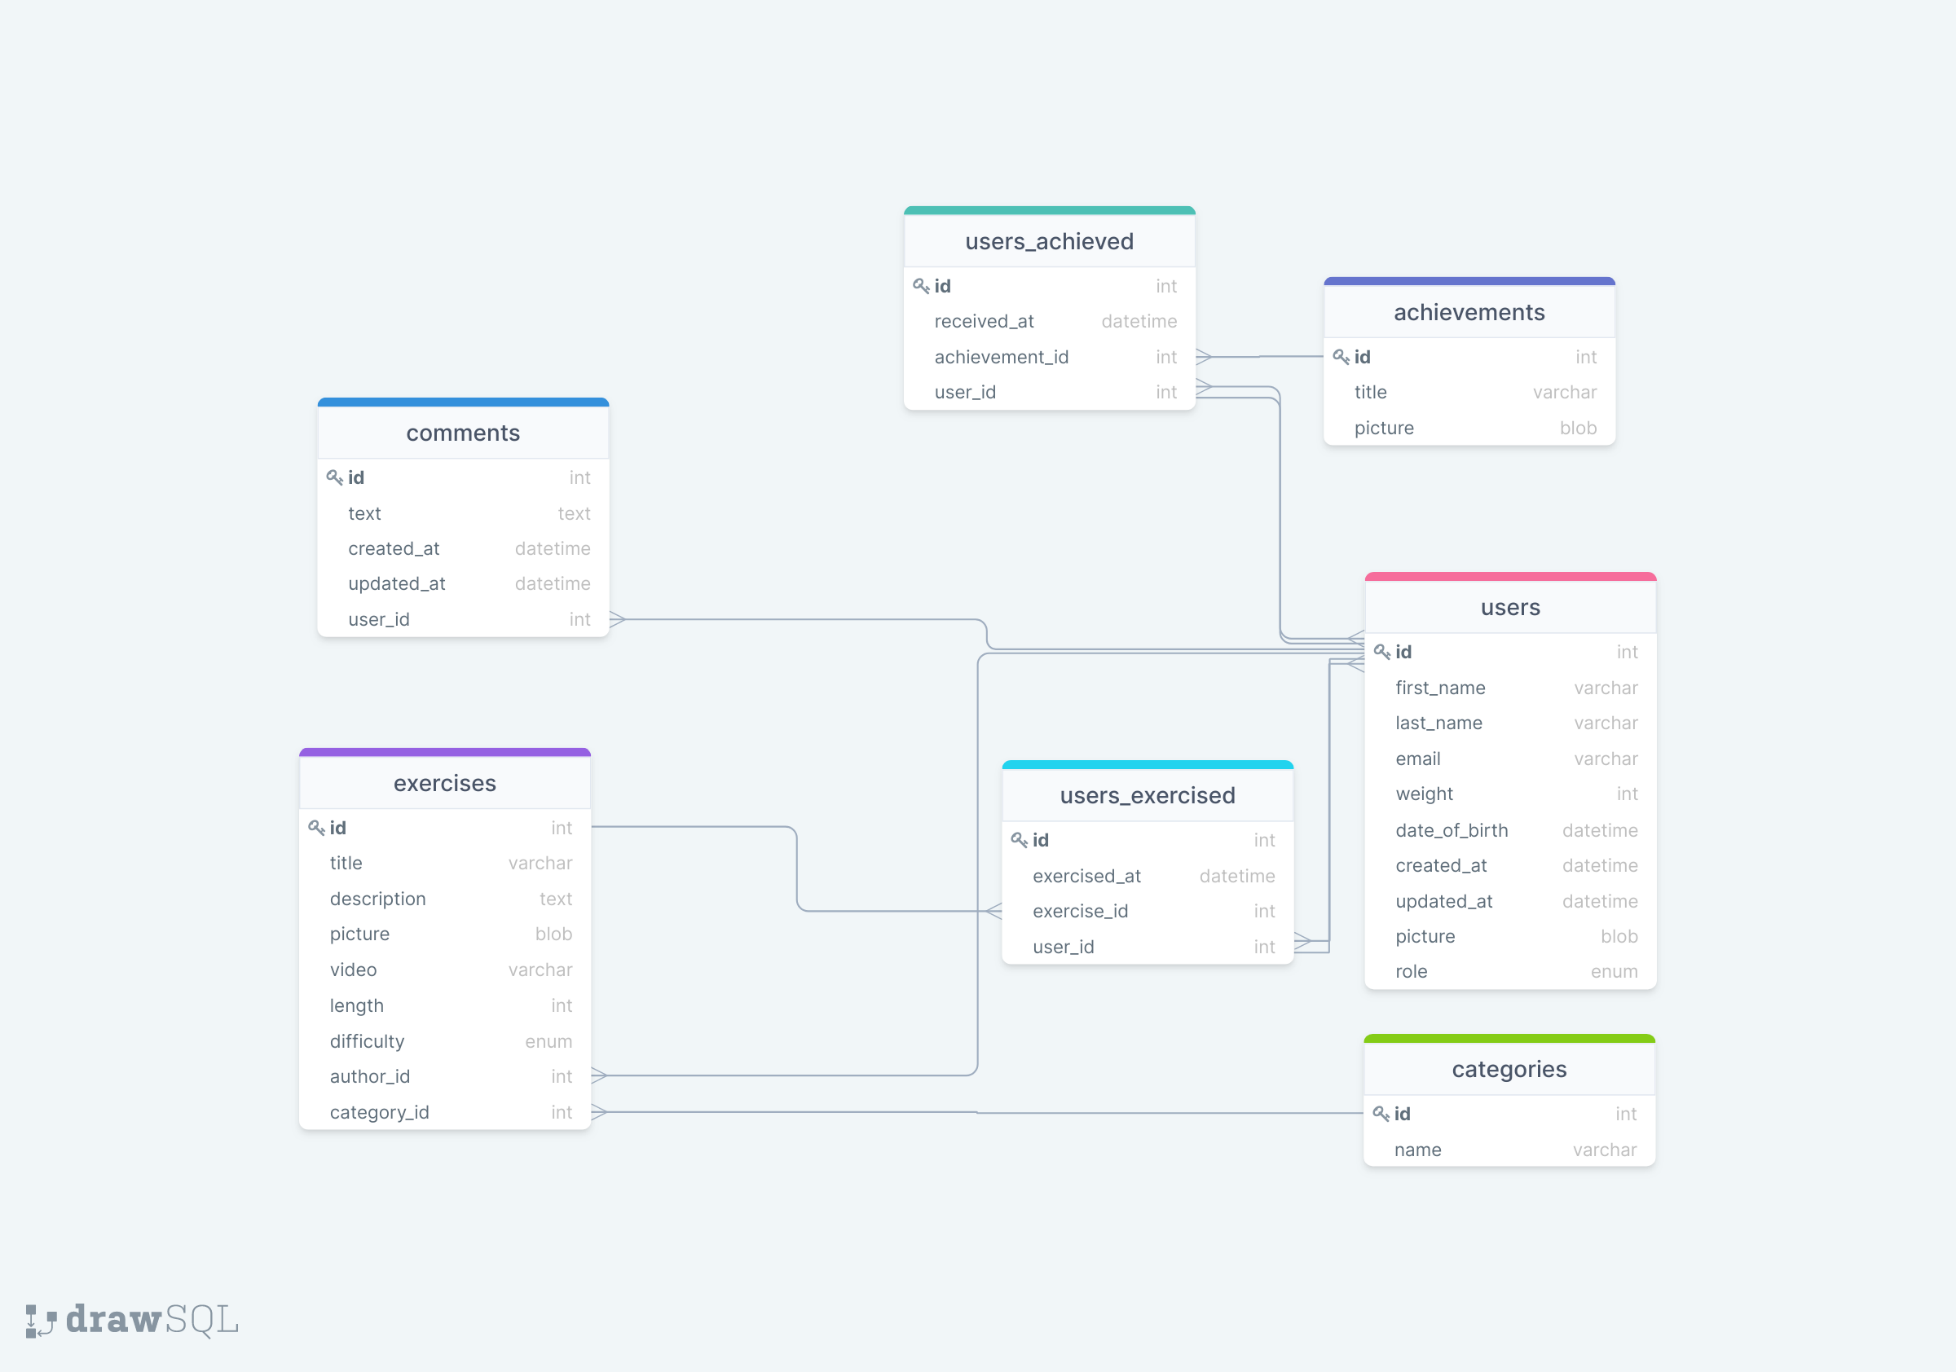 users_achieved
id int
received_at datetime
achievement_id int
user_id int
achievements
id int
title varchar
picture blob
comments
id int
text text
created_at datetime
updated_at datetime
user_id int
users
id int
first_name varchar
last_name varchar
email varchar
weight int
date_of_birth datetime
created_at datetime
updated_at datetime
picture blob
role enum
exercises
id int
title varchar
description text
picture blob
video varchar
length int
difficulty enum
author_id int
category_id int
users_exercised
id int
exercised_at datetime
exercise_id int
user_id int
categories
id int
name varchar
drawSQL